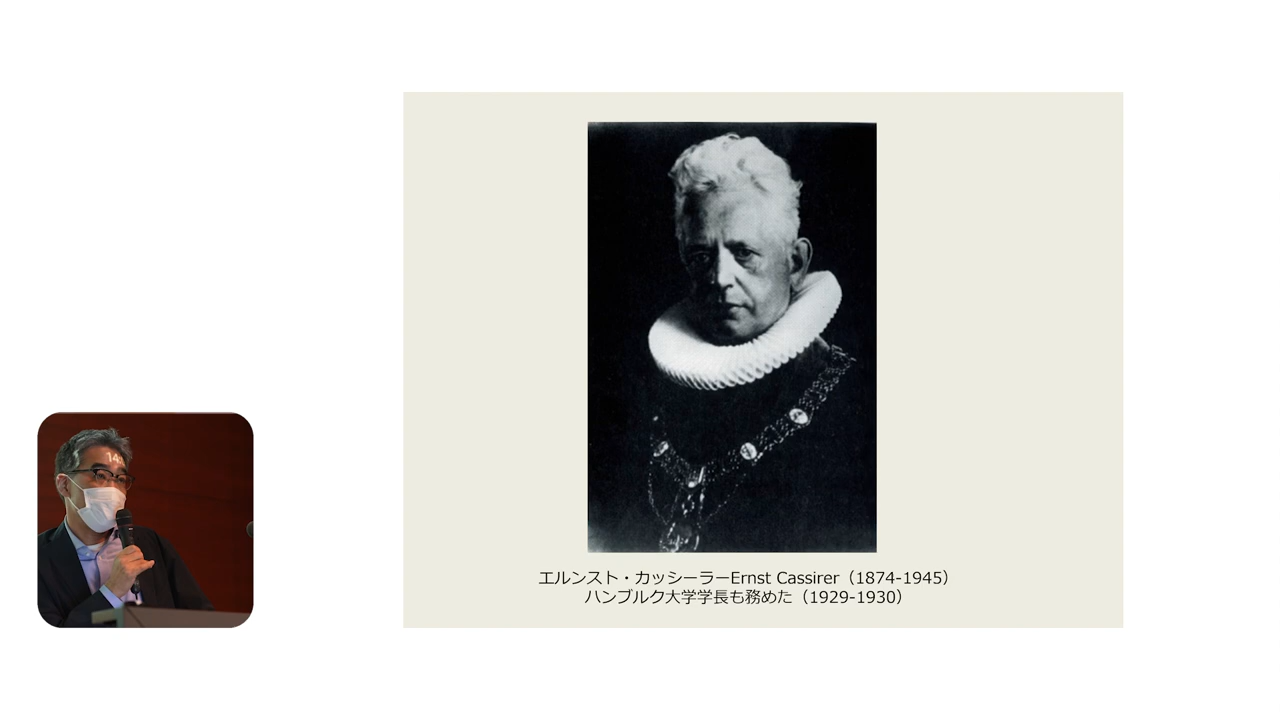 エルンスト・カッシーラーErnst Cassirer（1874-1945）
ハンブルク大学学長も務めた（1929-1930）